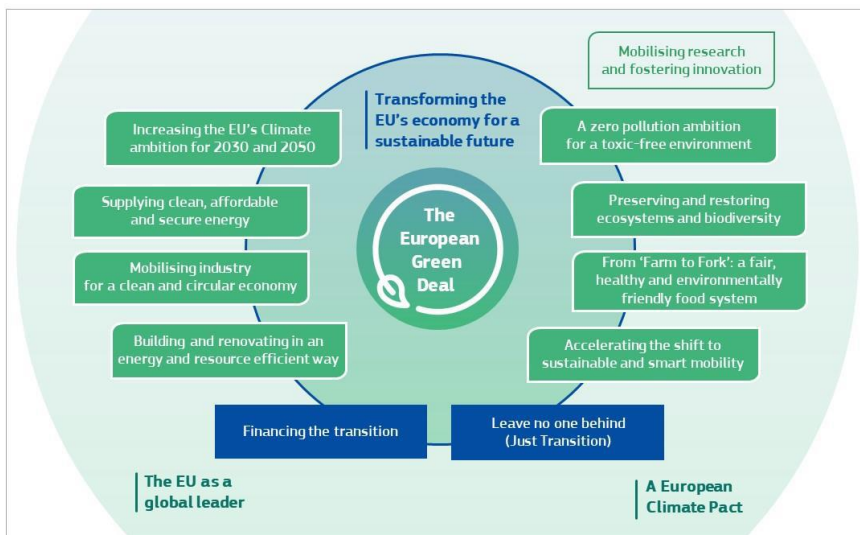 Mobilising research
and fostering innovation
Transforming the
EU's economy for a
sustainable future
Increasing the EU's Climate
ambition for 2030 and 2050
A zero pollution ambition
for a toxic-free environment
Supplying clean, affordable
and secure energy
Preserving and restoring
ecosystems and biodiversity
The
European
Green
Deal
Mobilising industry
for a clean and circular economy
From 'Farm to Fork': a fair,
healthy and environmentally
friendly food system
Building and renovating in an
energy and resource efficient way
Accelerating the shift to
sustainable and smart mobility
Financing the transition
Leave no one behind
(Just Transition)
The EU as a
global leader
A European
Climate Pact